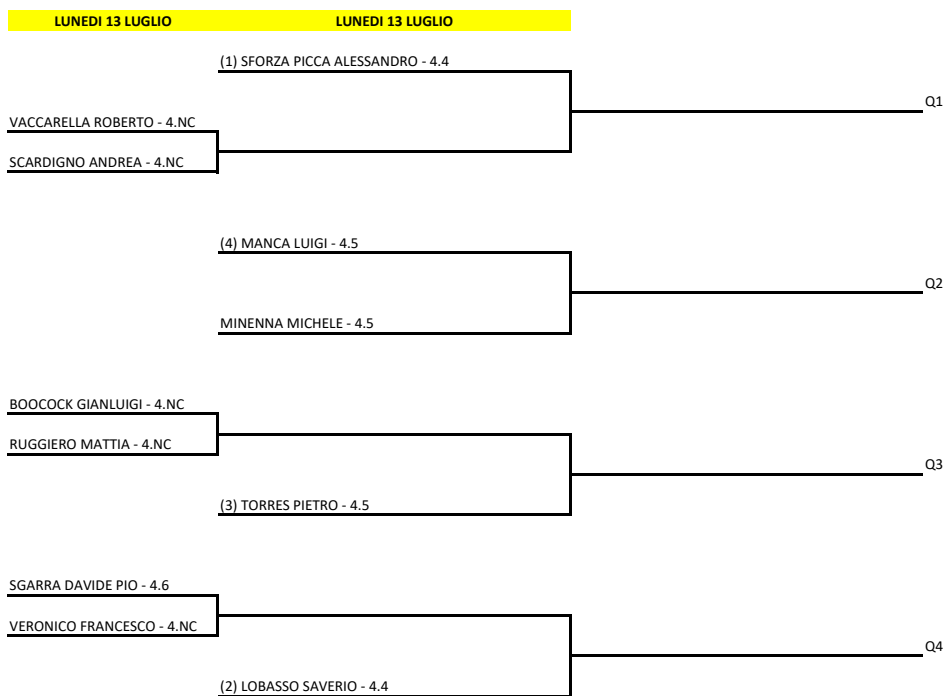 LUNEDI 13 LUGLIO LUNEDI 13 LUGLIO
(1) SFORZA PICCA ALESSANDRO - 4.4
Q1
VACCARELLA ROBERTO - 4.NC
SCARDIGNO ANDREA - 4.NC
(4) MANCA LUIGI - 4.5
Q2
MINENNA MICHELE - 4.5
BOOCOCK GIANLUIGI - 4.NC
RUGGIERO MATTIA - 4.NC
Q3
(3) TORRES PIETRO - 4.5
SGARRA DAVIDE PIO - 4.6
VERONICO FRANCESCO - 4.NC
Q4
(2) LOBASSO SAVERIO - 4.4